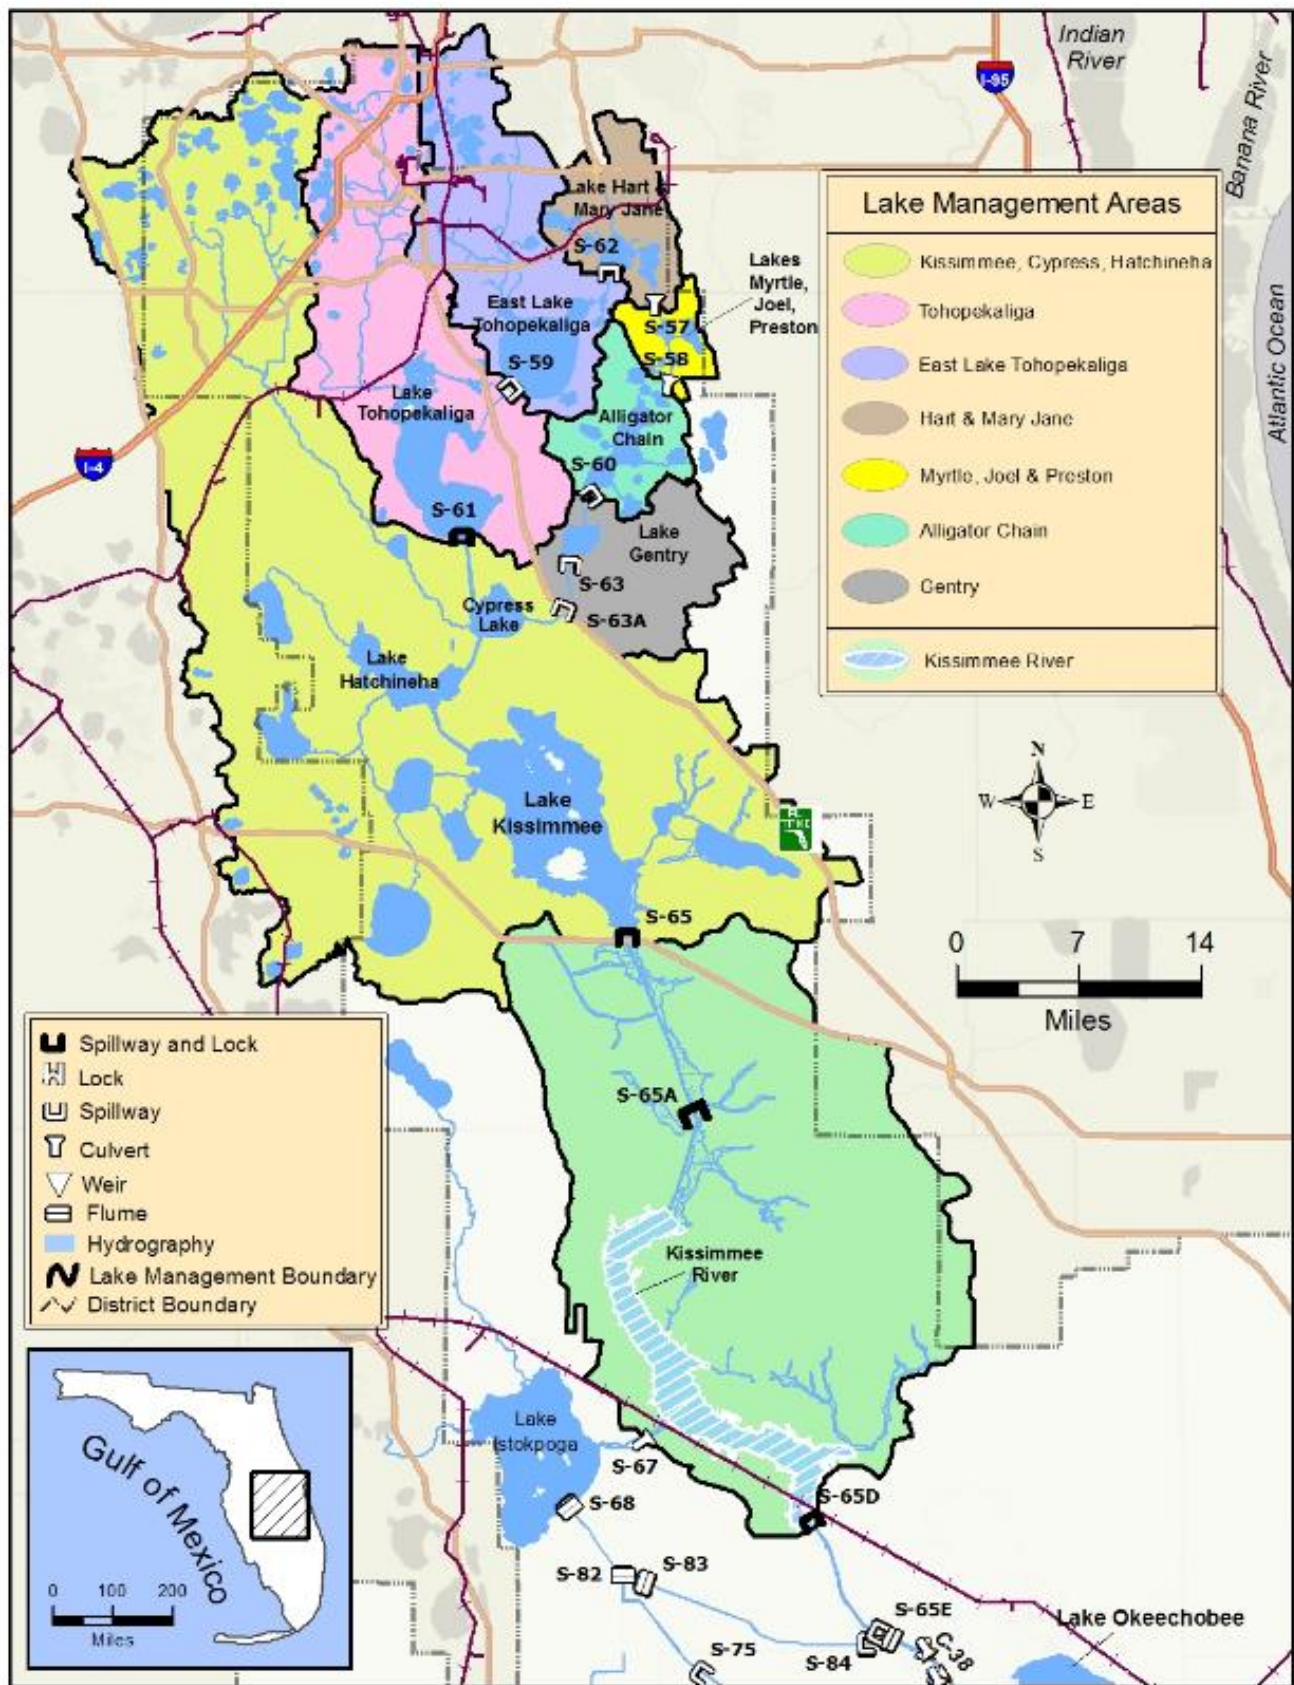 Indian
River
I-95
Banana River
Atlantic Ocean
Lake Management Areas
Kissimmee, Cypress, Hatchineha
Tohopekaliga
East Lake Tohopekaliga
Hart & Mary Jane
Myrtle, Joel & Preston
Alligator Chain
Gentry
Kissimmee River
Lake Hart &
Mary Jane
S-62
Lakes
Myrtle,
Joel,
Preston
East Lake
Tohopekaliga
S-57
S-58
S-59
Lake
Tohopekaliga
Alligator
Chain
S-60
I-4
S-61
Lake
Gentry
S-63
Cypress
Lake
S-63A
Lake
Hatchineha
Lake
Kissimmee
N
W
E
S
S-65
0 7 14
Miles
Spillway and Lock
Lock
Spillway
Culvert
Weir
Flume
Hydrography
Lake Management Boundary
District Boundary
S-65A
Kissimmee
River
Gulf of Mexico
0 100 200
Miles
Lake
Istokpoga
S-67
S-68
S-65D
S-82
S-83
S-65E
S-84
C-38
S-75
Lake Okeechobee